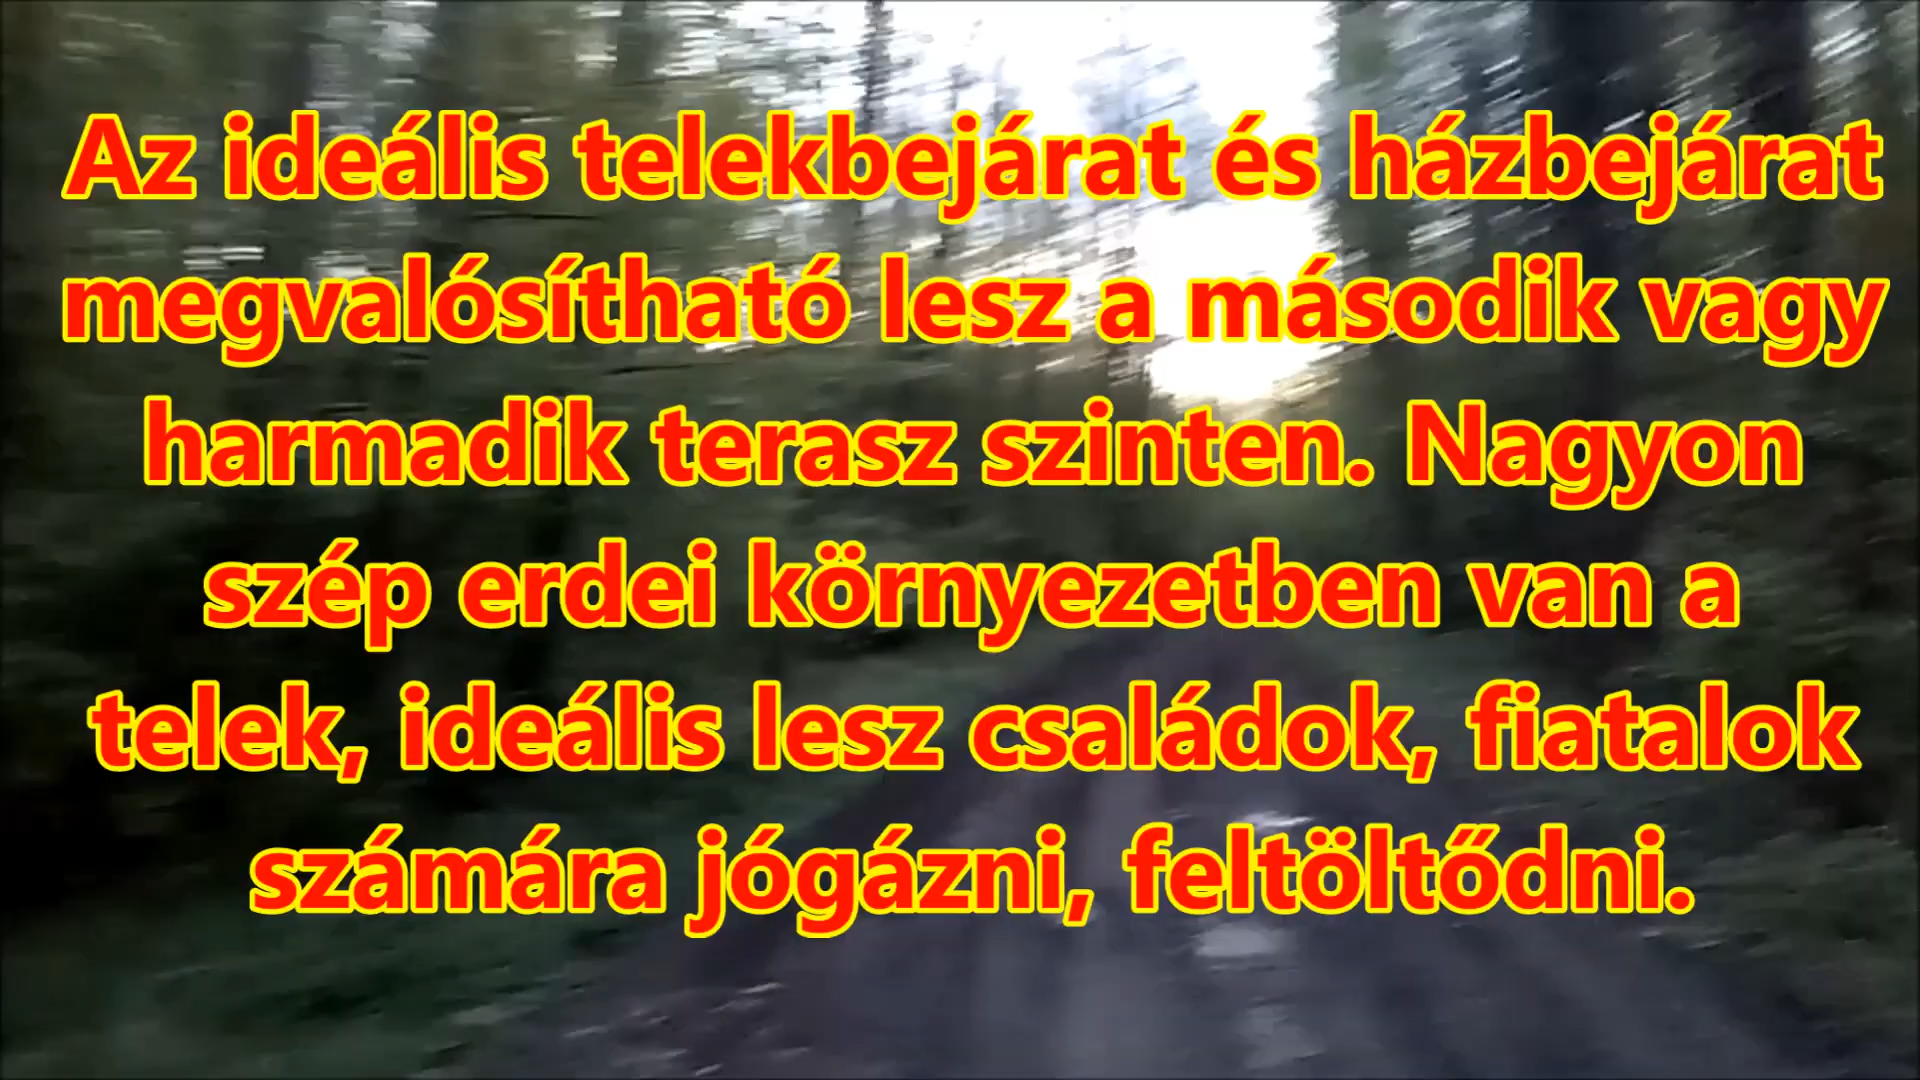 Az ideális telekbejárat és házbejárat
megvalósítható lesz a második vagy
harmadik terasz szinten. Nagyon
szép erdei környezetben van a
telek, ideális lesz családok, fiatalok
számára jógázni, feltöltődni.